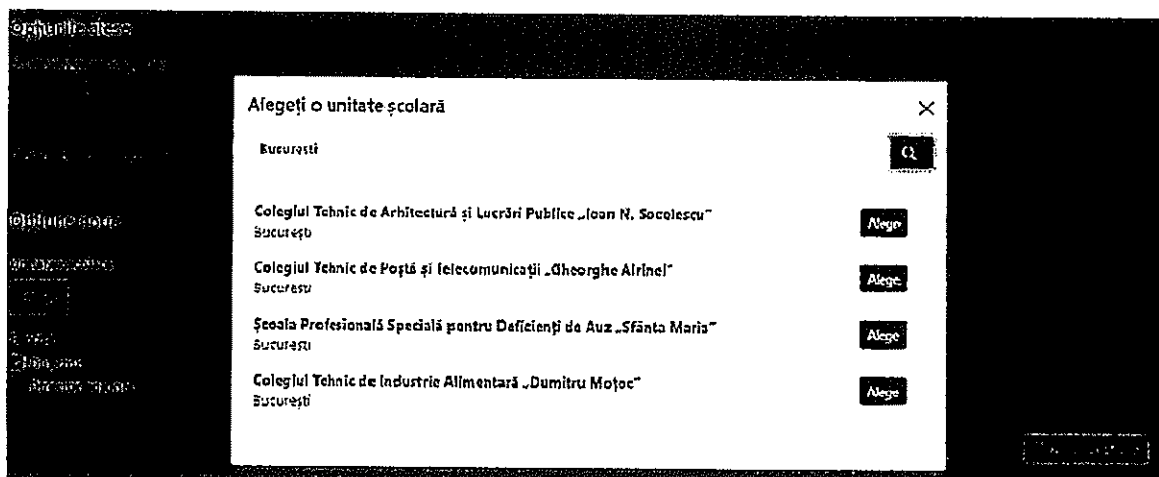 Opțiunile alese
Alegeți o unitate școlară
București
Colegiul Tehnic de Arhitectură și Lucrări Publice „Ioan N. Socolescu”
București
Alege
Colegiul Tehnic de Poștă și Telecomunicații „Gheorghe Airinei”
București
Alege
Școala Profesională Specială pentru Deficienți de Auz „Sfânta Maria”
București
Alege
Colegiul Tehnic de Industrie Alimentară „Dumitru Moțoc”
București
Alege